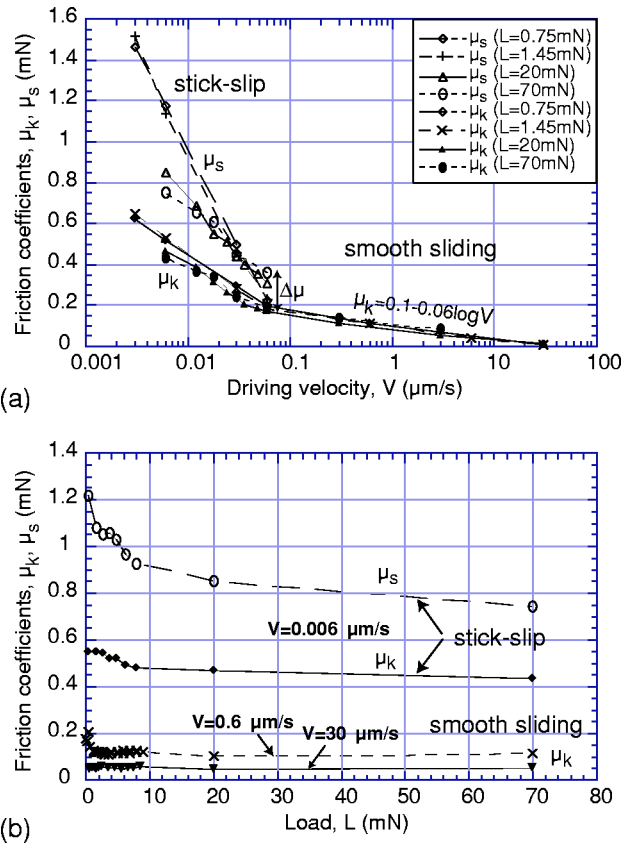 μs (L=0.75mN)
μs (L=1.45mN)
μs (L=20mN)
μs (L=70mN)
μk (L=0.75mN)
μk (L=1.45mN)
μk (L=20mN)
μk (L=70mN)
Friction coefficients, μk, μs (mN)
1.6
1.4
1.2
1
0.8
0.6
0.4
0.2
0
stick-slip
μs
smooth sliding
μk
Δμ
μk=0.1-0.06logV
0.001 0.01 0.1 1 10 100
Driving velocity, V (μm/s)
(a)
Friction coefficients, μk, μs (mN)
1.4
1.2
1
0.8
0.6
0.4
0.2
0
μs
V=0.006 μm/s
stick-slip
μk
V=0.6 μm/s
V=30 μm/s
smooth sliding
μk
0 10 20 30 40 50 60 70 80
Load, L (mN)
(b)